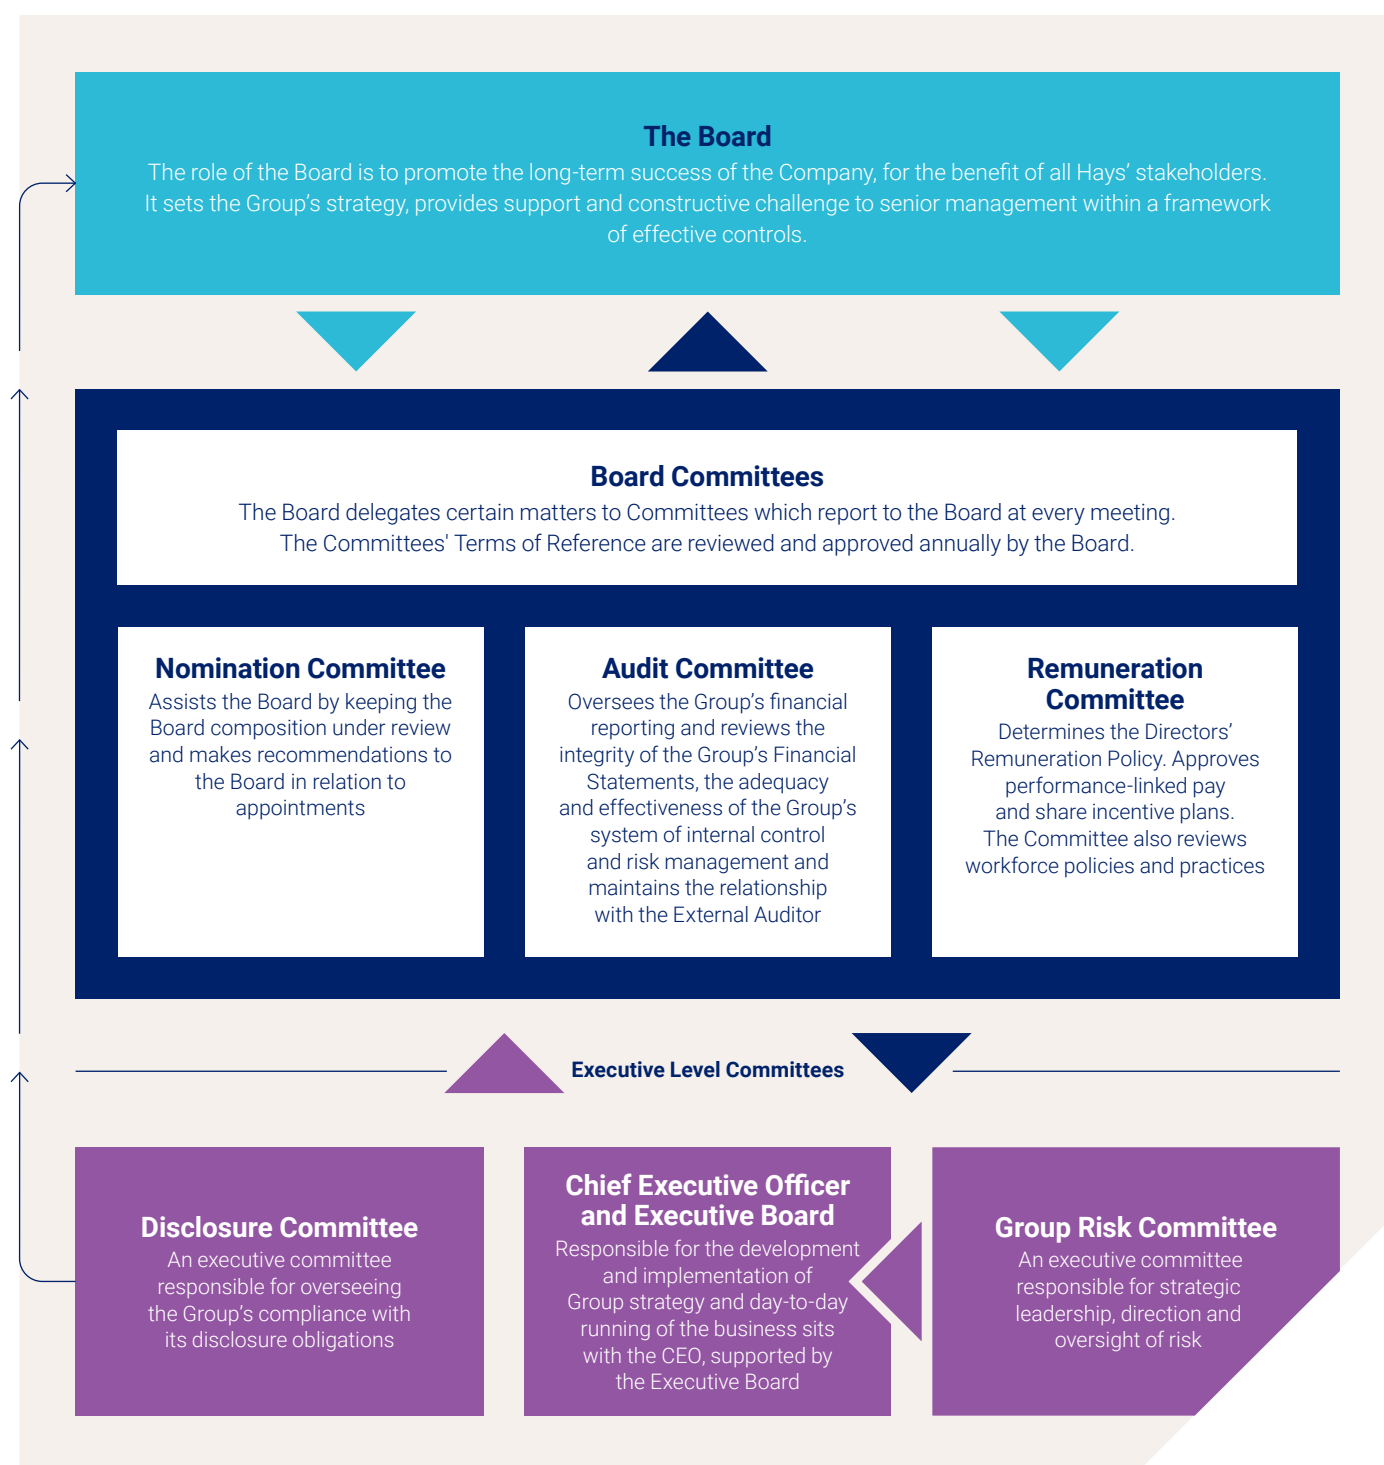 The Board
The role of the Board is to promote the long-term success of the Company, for the benefit of all Hays’ stakeholders.
It sets the Group’s strategy, provides support and constructive challenge to senior management within a framework
of effective controls.
Board Committees
The Board delegates certain matters to Committees which report to the Board at every meeting.
The Committees' Terms of Reference are reviewed and approved annually by the Board.
Nomination Committee
Assists the Board by keeping the
Board composition under review
and makes recommendations to
the Board in relation to
appointments
Audit Committee
Oversees the Group’s financial
reporting and reviews the
integrity of the Group’s Financial
Statements, the adequacy
and effectiveness of the Group’s
system of internal control
and risk management and
maintains the relationship
with the External Auditor
Remuneration
Committee
Determines the Directors’
Remuneration Policy. Approves
performance-linked pay
and share incentive plans.
The Committee also reviews
workforce policies and practices
Executive Level Committees
Disclosure Committee
An executive committee
responsible for overseeing
the Group’s compliance with
its disclosure obligations
Chief Executive Officer
and Executive Board
Responsible for the development
and implementation of
Group strategy and day-to-day
running of the business sits
with the CEO, supported by
the Executive Board
Group Risk Committee
An executive committee
responsible for strategic
leadership, direction and
oversight of risk